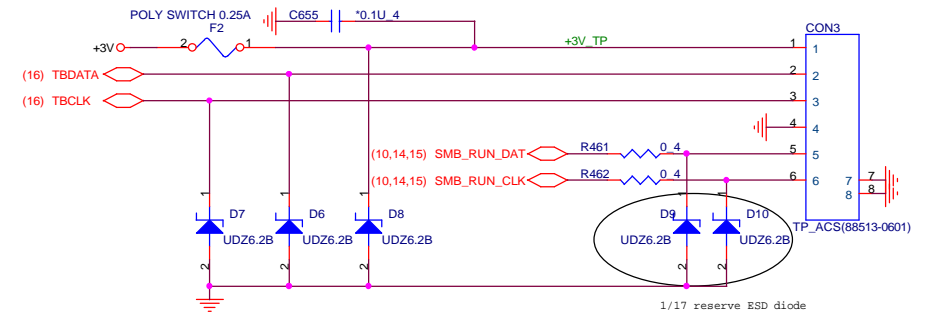 POLY SWITCH 0.25A
F2
C655
*0.1U_4
CON3
+3V
2
1
+3V_TP
1
1
(16) TBDATA
2
2
(16) TBCLK
3
3
4
4
(10,14,15) SMB_RUN_DAT
R461
0_4
5
5
(10,14,15) SMB_RUN_CLK
R462
0_4
6
6
7
7
8
8
TP_ACS(88513-0601)
1
D7
UDZ6.2B
2
1
D6
UDZ6.2B
2
1
D8
UDZ6.2B
2
1
D9
UDZ6.2B
2
1
D10
UDZ6.2B
2
1/17 reserve ESD diode